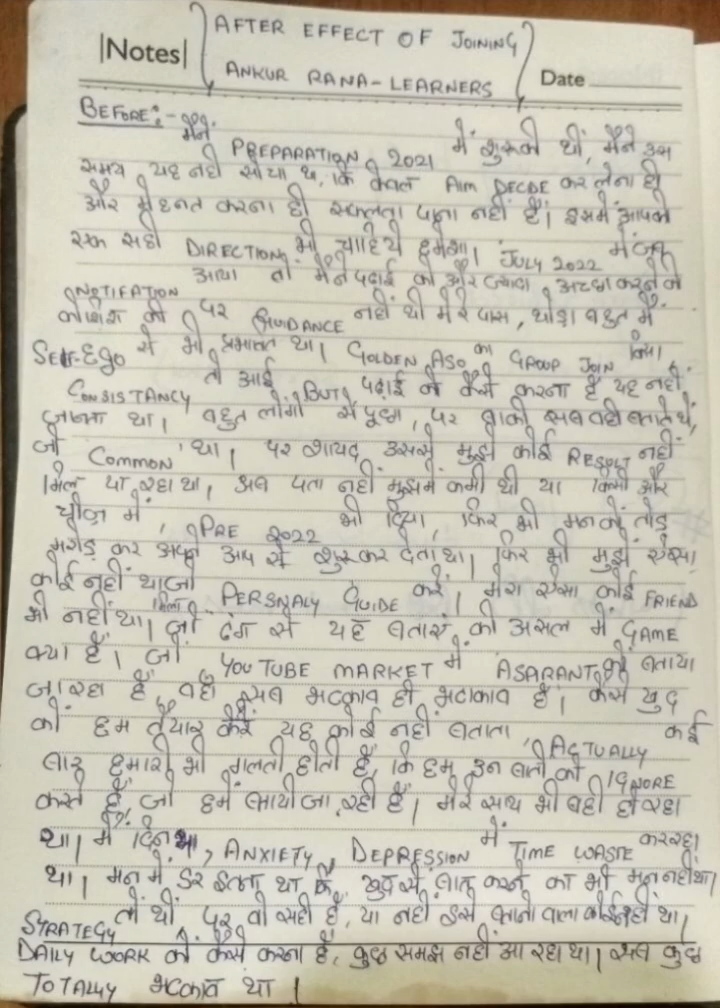 AFTER EFFECT OF JOINING
|Notes|
ANKUR RANA-LEARNERS
Date
BEFORE:-
मैंने PREPARATION 2021 में शुरू की थी, मैंने उस
समय यह नहीं सोचा था, कि केवल AIM DECDE कर लेना ही
और मेहनत करना ही सफलता पाना नहीं है। इसमें आपको
एक सही DIRECTION भी चाहिये हमेशा। JULY 2022 में जब
NOTIFATION आया तो मैंने पढ़ाई को और ज्यादा अच्छा करने की
कोशिश की पर GUIDANCE नहीं थी मेरे पास, थोड़ा बहुत मैं
SELF-EGO से भी प्रभावित था। GOLDEN ASO का GROUP JOIN किया।
CONSISTANCY तो आई BUT पढ़ाई को कैसे करना है यह नहीं
जानता था। बहुत लोगों से पूछा, पर बाकी सब वही बताते थे,
जो COMMON था। पर शायद उससे मुझे कोई RESULT नहीं
मिल पा रहा था, अब पता नहीं मुझमें कमी थी या किसी और
चीज़ में, PRE 2022 भी दिया, फिर भी मन को तोड़
मरोड़ कर अपने आप से शुरू कर देता था। फिर भी मुझे ऐसा
कोई नहीं था जो PERSNALY GUIDE करें। मेरा ऐसा कोई FRIEND
भी नहीं था। मिला जो ढंग से यह बताए की असल में GAME
क्या है। जो YOUTUBE MARKET में ASARANT को बताया
जा रहा है, वहाँ सब भटकाव ही भटाकाव है। कैसे खुद
को हम तैयार करें यह कोई नहीं बताता, ACTUALLY कई
बार हमारी भी गलती होती है, कि हम उन बातों को IGNORE
करते हैं, जो हमें बतायी जा रही है। मेरे साथ भी वही हो रहा
था। मैं दिन भर, ANXIETY, DEPRESSION में TIME WASTE कर रहा
था। मन में डर इतना था कि, खुद से बात करने का भी मन नहीं था।
STRATEGY तो थी, पर वो सही है, या नहीं इसे बताने वाला कोई नहीं था।
DAILY WORK को कैसे करना है, कुछ समझ नहीं आ रहा था। सब कुछ
TOTALLY भटकाव था।